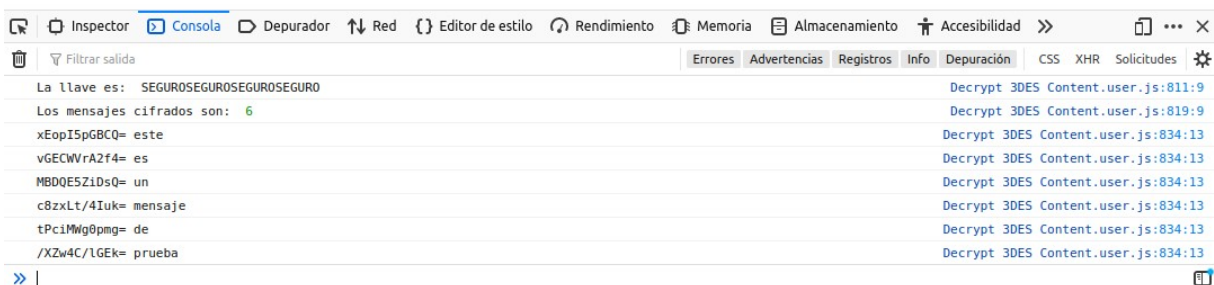 Inspector Consola Depurador Red Editor de estilo Rendimiento Memoria Almacenamiento Accesibilidad
Filtrar salida Errores Advertencias Registros Info Depuración CSS XHR Solicitudes
La llave es: SEGUROSEGUROSEGUROSEGURO Decrypt 3DES Content.user.js:811:9
Los mensajes cifrados son: 6 Decrypt 3DES Content.user.js:819:9
xEopI5pGBCQ= este Decrypt 3DES Content.user.js:834:13
vGECWVrA2f4= es Decrypt 3DES Content.user.js:834:13
MBDQE5ZiDsQ= un Decrypt 3DES Content.user.js:834:13
c8zxLt/4Iuk= mensaje Decrypt 3DES Content.user.js:834:13
tPciMWg0pmg= de Decrypt 3DES Content.user.js:834:13
/XZw4C/lGEk= prueba Decrypt 3DES Content.user.js:834:13